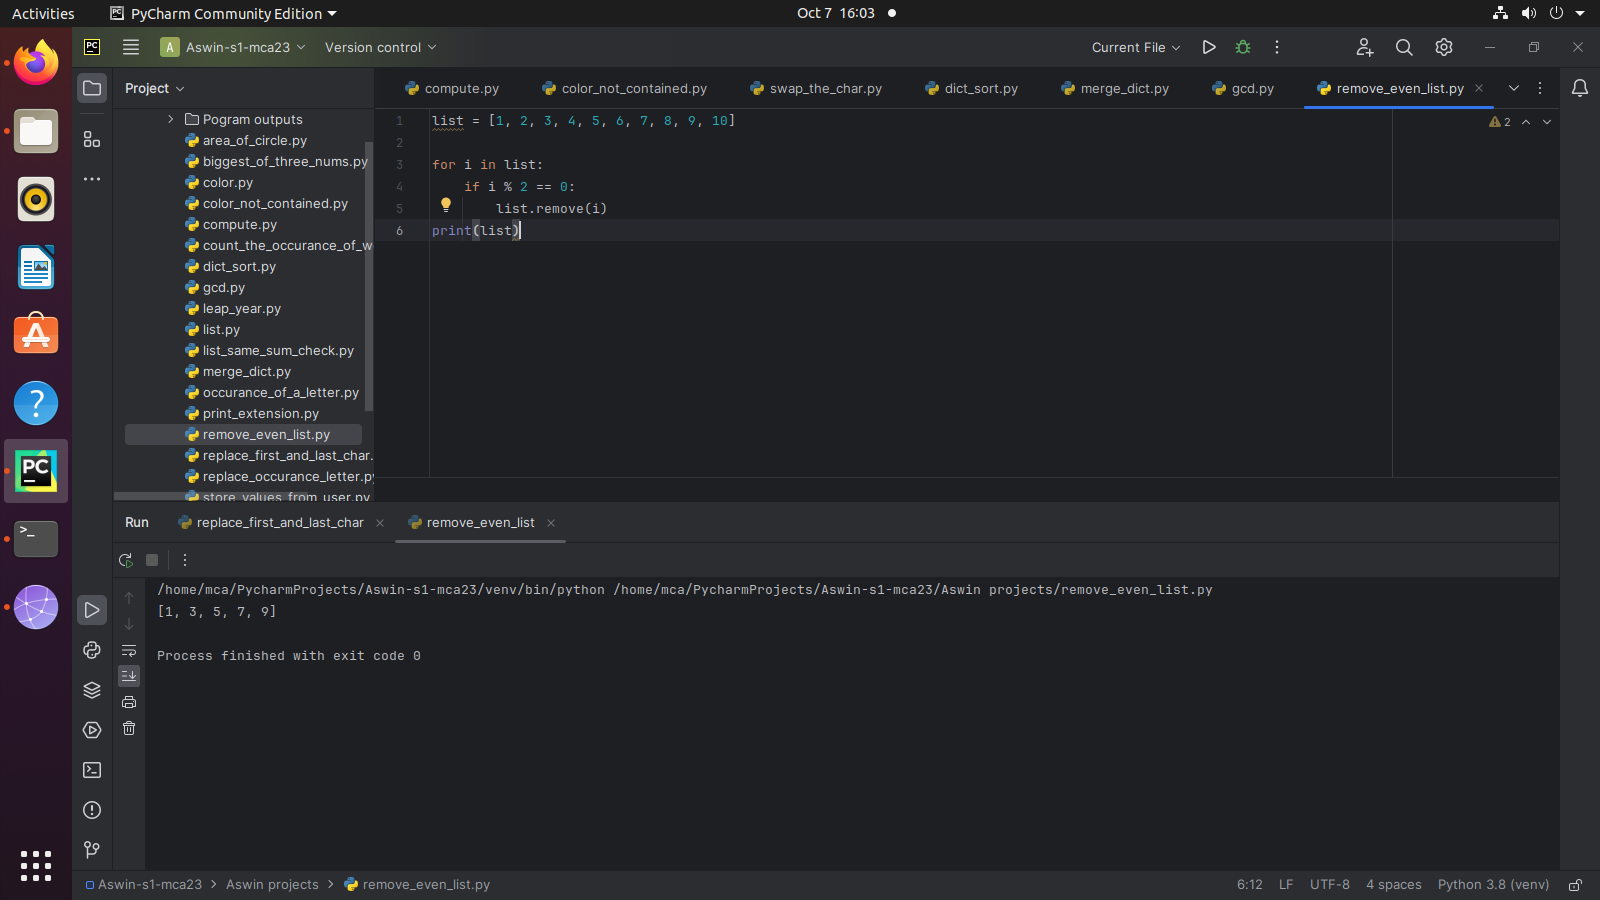 Activities PyCharm Community Edition Oct 7 16:03
PC A Aswin-s1-mca23 Version control Current File
Project compute.py color_not_contained.py swap_the_char.py dict_sort.py merge_dict.py gcd.py remove_even_list.py
Pogram outputs
area_of_circle.py
biggest_of_three_nums.py
color.py
color_not_contained.py
compute.py
count_the_occurance_of_w
dict_sort.py
gcd.py
leap_year.py
list.py
list_same_sum_check.py
merge_dict.py
occurance_of_a_letter.py
print_extension.py
remove_even_list.py
replace_first_and_last_char.
replace_occurance_letter.py
store_values_from_user.py
1 list = [1, 2, 3, 4, 5, 6, 7, 8, 9, 10]
2
3 for i in list:
4 if i % 2 == 0:
5 list.remove(i)
6 print(list)
2
PC
Run replace_first_and_last_char remove_even_list
/home/mca/PycharmProjects/Aswin-s1-mca23/venv/bin/python /home/mca/PycharmProjects/Aswin-s1-mca23/Aswin projects/remove_even_list.py
[1, 3, 5, 7, 9]
Process finished with exit code 0
Aswin-s1-mca23 > Aswin projects > remove_even_list.py 6:12 LF UTF-8 4 spaces Python 3.8 (venv)